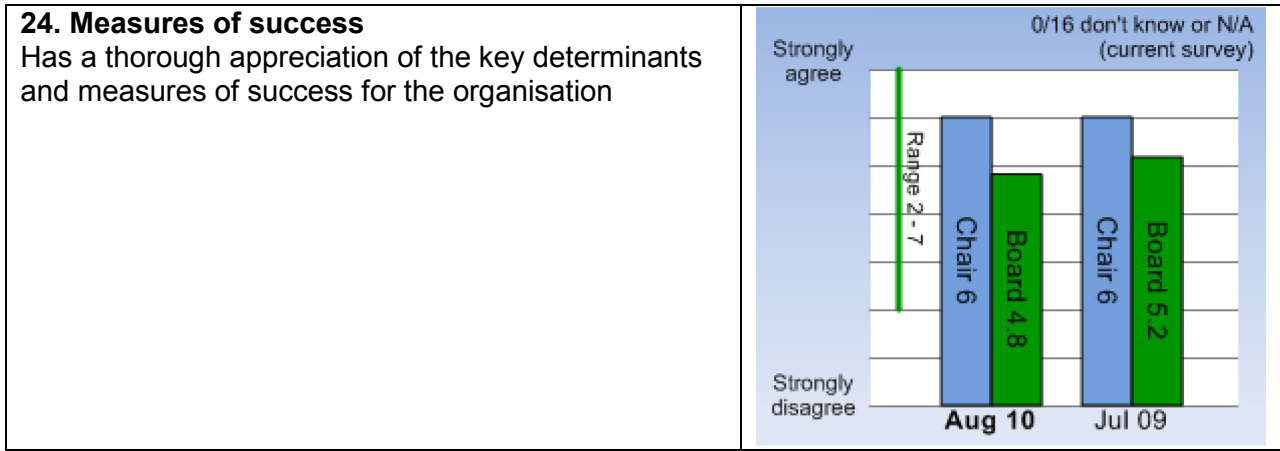 24. Measures of success
Has a thorough appreciation of the key determinants
and measures of success for the organisation
0/16 don't know or N/A
(current survey)
Strongly
agree
Range 2 - 7
Chair 6
Board 4.8
Chair 6
Board 5.2
Strongly
disagree
Aug 10
Jul 09